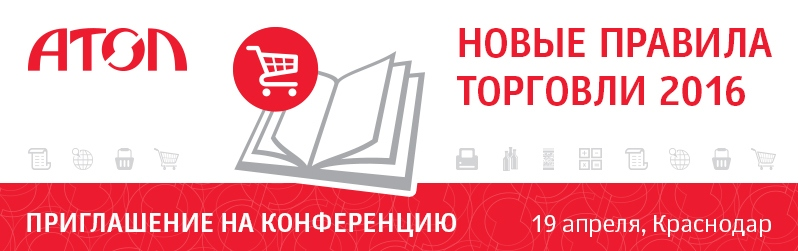 АТОЛ
НОВЫЕ ПРАВИЛА
ТОРГОВЛИ 2016
ПРИГЛАШЕНИЕ НА КОНФЕРЕНЦИЮ
19 апреля, Краснодар